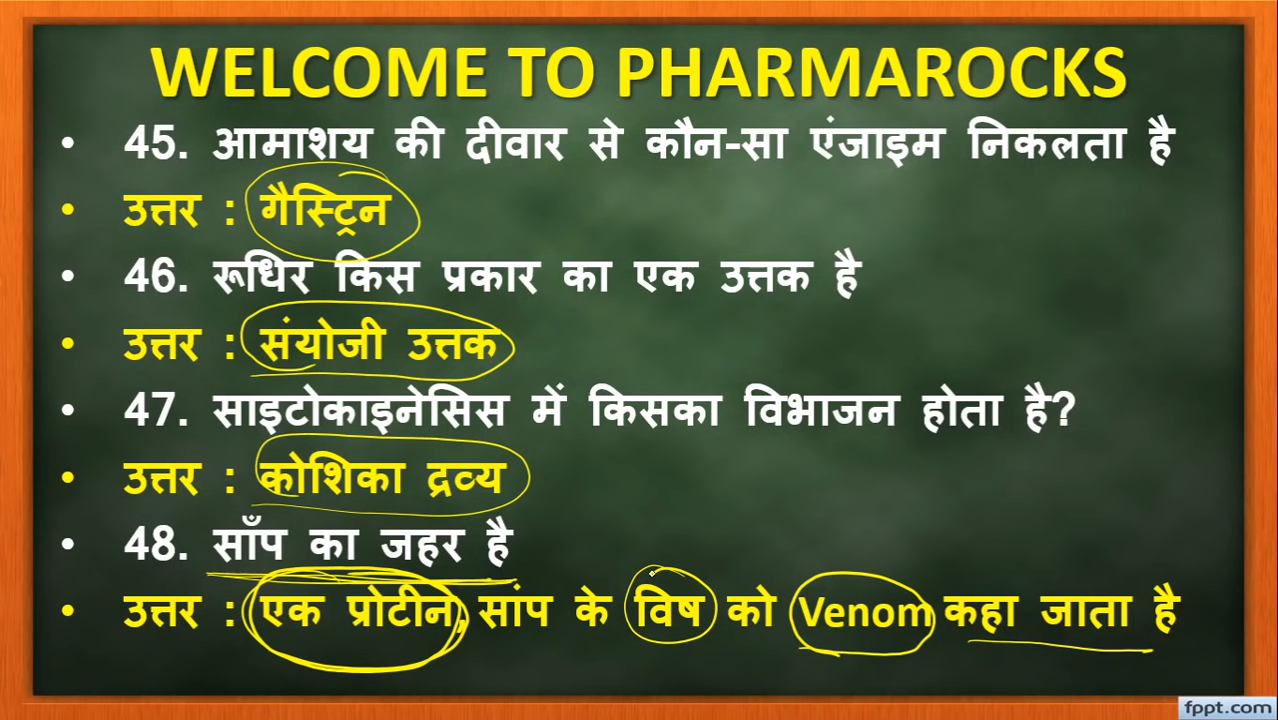 WELCOME TO PHARMAROCKS
• 45. आमाशय की दीवार से कौन-सा एंजाइम निकलता है
• उत्तर : गैस्ट्रिन
• 46. रूधिर किस प्रकार का एक उत्तक है
• उत्तर : संयोजी उत्तक
• 47. साइटोकाइनेसिस में किसका विभाजन होता है?
• उत्तर : कोशिका द्रव्य
• 48. साँप का जहर है
• उत्तर : एक प्रोटीन, सांप के विष को Venom कहा जाता है
fppt.com